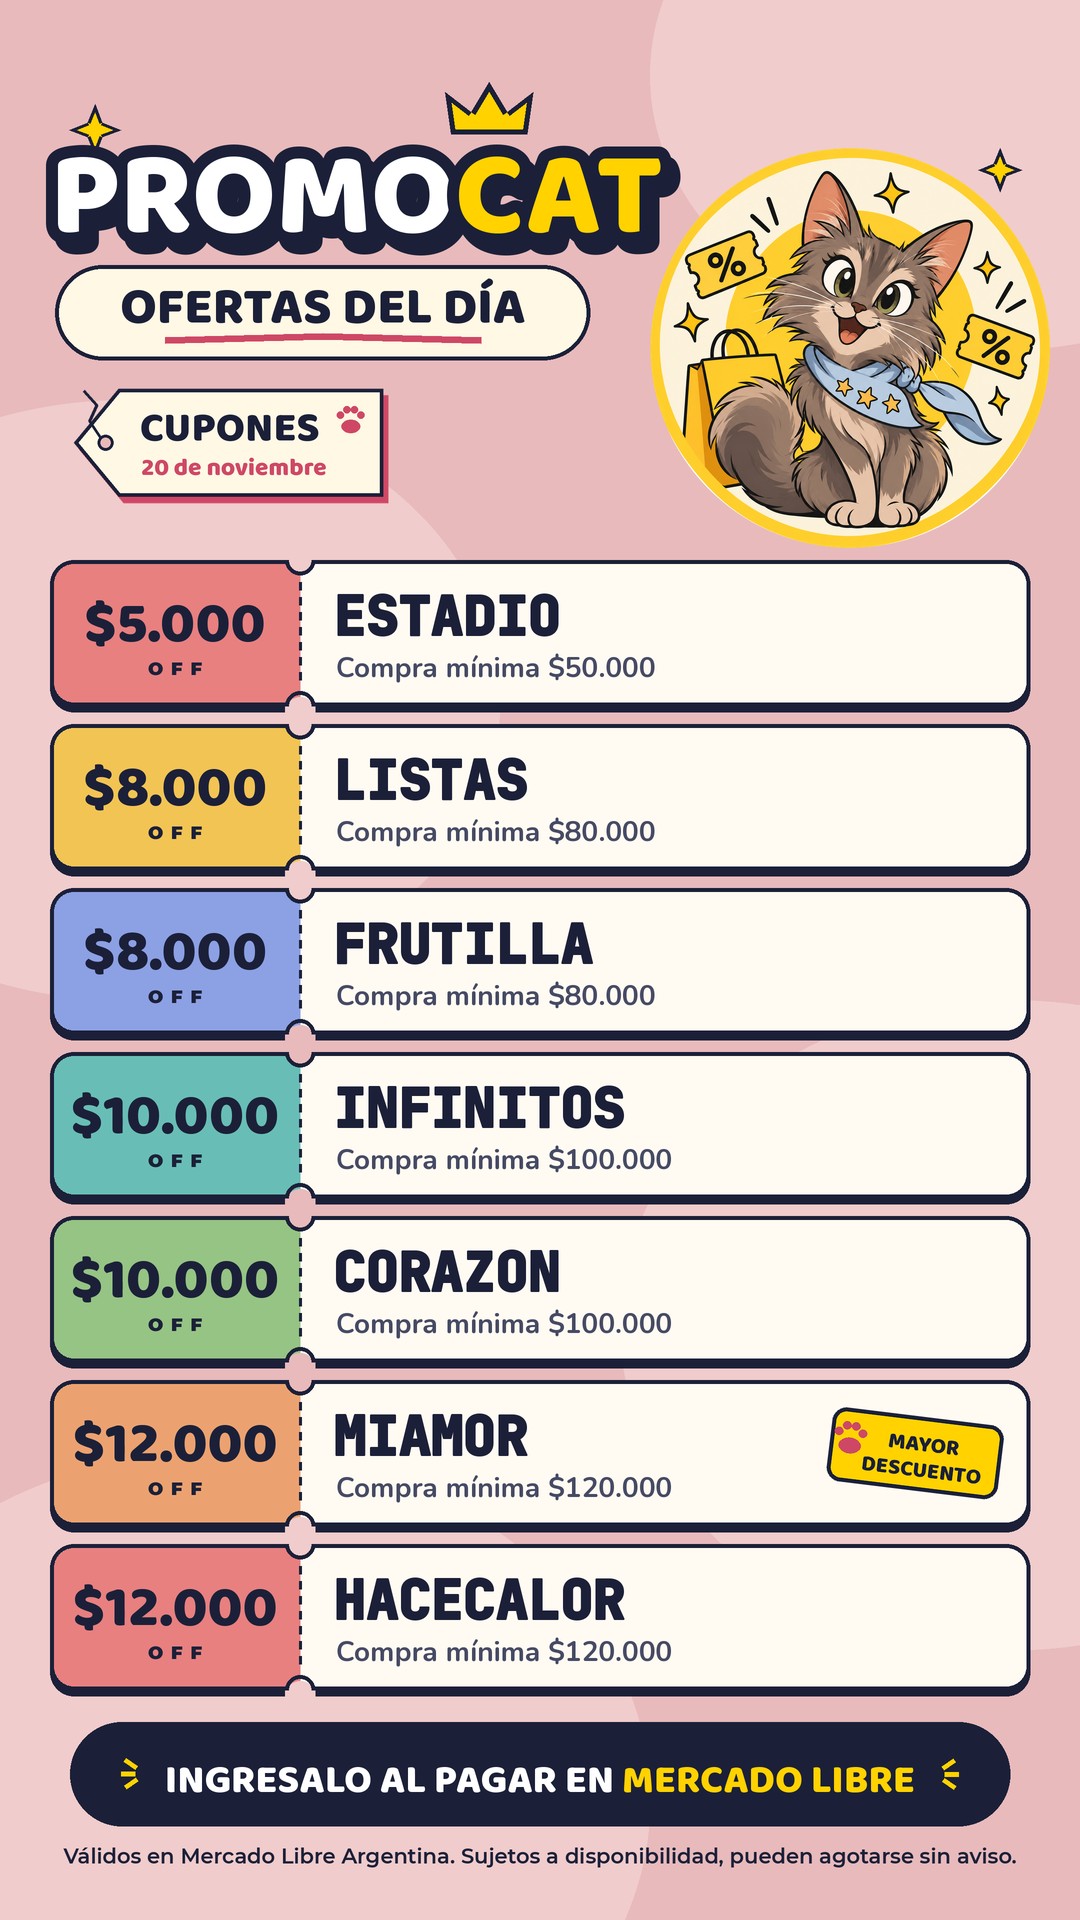 PROMOCAT
OFERTAS DEL DÍA
CUPONES
20 de noviembre
%
%
$5.000
OFF
ESTADIO
Compra mínima $50.000
$8.000
OFF
LISTAS
Compra mínima $80.000
$8.000
OFF
FRUTILLA
Compra mínima $80.000
$10.000
OFF
INFINITOS
Compra mínima $100.000
$10.000
OFF
CORAZON
Compra mínima $100.000
$12.000
OFF
MIAMOR
Compra mínima $120.000
MAYOR
DESCUENTO
$12.000
OFF
HACECALOR
Compra mínima $120.000
INGRESALO AL PAGAR EN MERCADO LIBRE
Válidos en Mercado Libre Argentina. Sujetos a disponibilidad, pueden agotarse sin aviso.